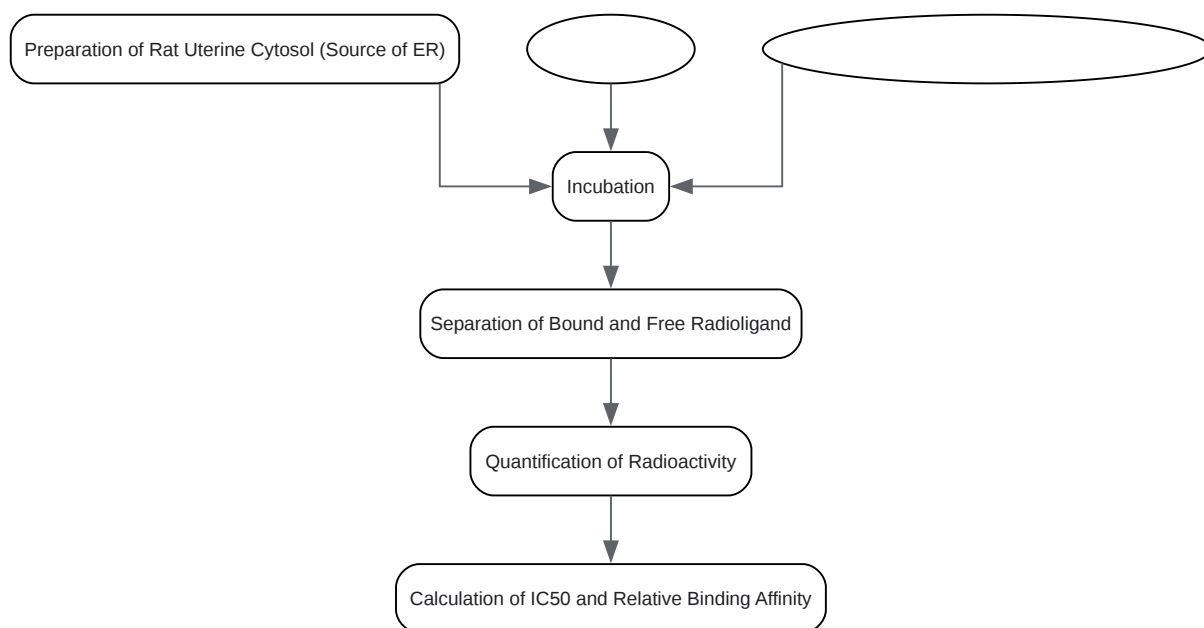 Preparation of Rat Uterine Cytosol (Source of ER)
Incubation
Separation of Bound and Free Radioligand
Quantification of Radioactivity
Calculation of IC50 and Relative Binding Affinity